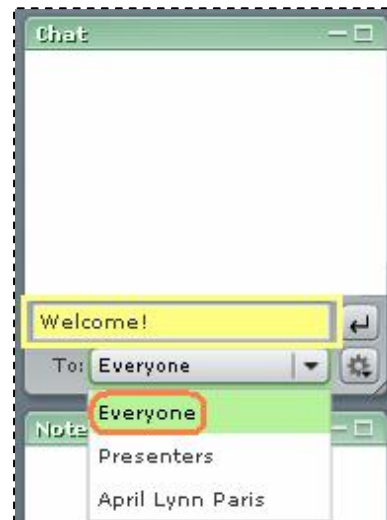 Chat
Welcome!
To: Everyone
Everyone
Note
Presenters
April Lynn Paris